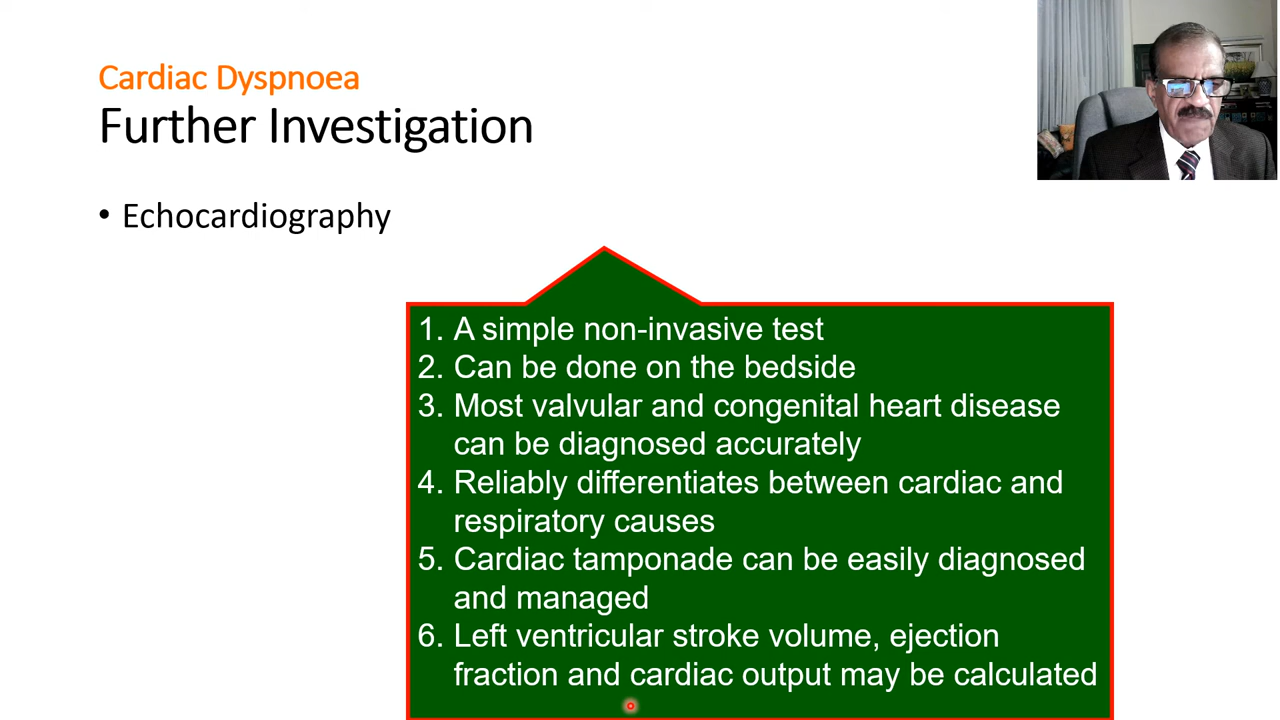 Cardiac Dyspnoea
Further Investigation
• Echocardiography
1. A simple non-invasive test
2. Can be done on the bedside
3. Most valvular and congenital heart disease
can be diagnosed accurately
4. Reliably differentiates between cardiac and
respiratory causes
5. Cardiac tamponade can be easily diagnosed
and managed
6. Left ventricular stroke volume, ejection
fraction and cardiac output may be calculated